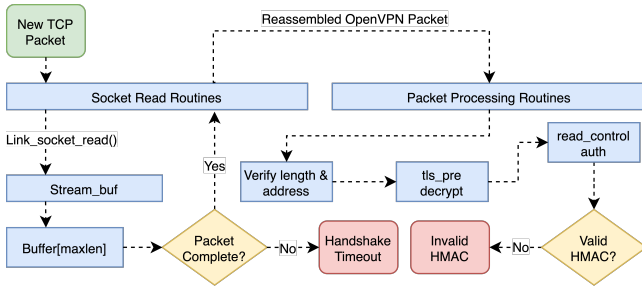 New TCP
Packet
Reassembled OpenVPN Packet
Socket Read Routines
Packet Processing Routines
Link_socket_read()
Yes
read_control
auth
Stream_buf
Verify length &
address
tls_pre
decrypt
Buffer[maxlen]
Packet
Complete?
No
Handshake
Timeout
Invalid
HMAC
No
Valid
HMAC?